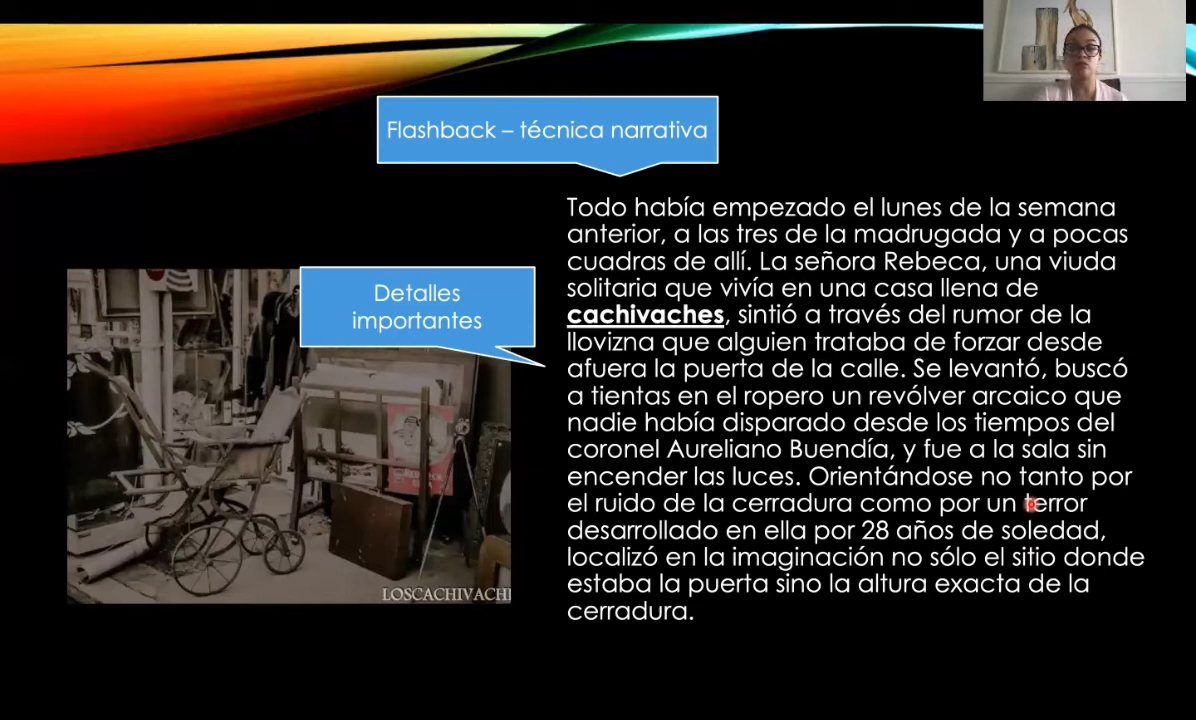 Flashback – técnica narrativa
Todo había empezado el lunes de la semana
anterior, a las tres de la madrugada y a pocas
cuadras de allí. La señora Rebeca, una viuda
solitaria que vivía en una casa llena de
cachivaches, sintió a través del rumor de la
llovizna que alguien trataba de forzar desde
afuera la puerta de la calle. Se levantó, buscó
a tientas en el ropero un revólver arcaico que
nadie había disparado desde los tiempos del
coronel Aureliano Buendía, y fue a la sala sin
encender las luces. Orientándose no tanto por
el ruido de la cerradura como por un terror
desarrollado en ella por 28 años de soledad,
localizó en la imaginación no sólo el sitio donde
estaba la puerta sino la altura exacta de la
cerradura.
Detalles
importantes
LOSCACHIVACHI